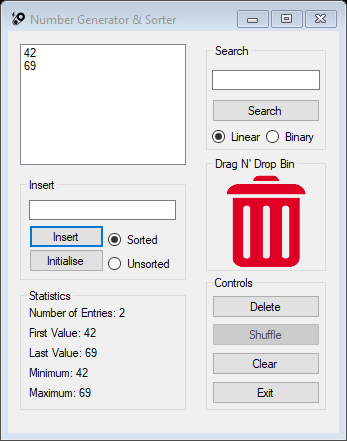 Number Generator & Sorter
42
69
Search
Search
Linear Binary
Insert
Insert
Sorted
Initialise
Unsorted
Drag N' Drop Bin
Statistics
Number of Entries: 2
First Value: 42
Last Value: 69
Minimum: 42
Maximum: 69
Controls
Delete
Shuffle
Clear
Exit